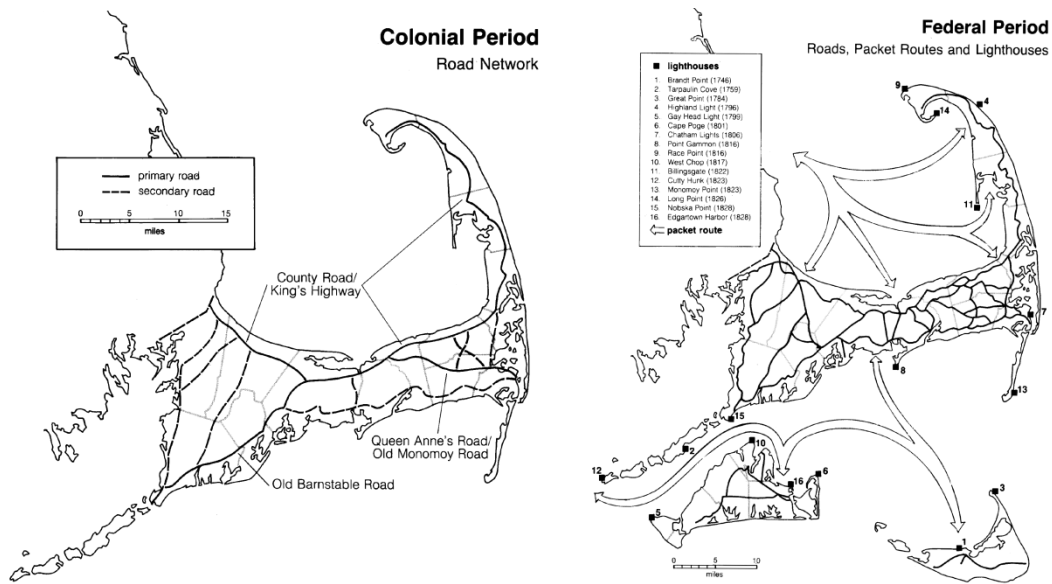 Colonial Period
Road Network
primary road
secondary road
0 5 10 15
miles
County Road/
King's Highway
Queen Anne's Road/
Old Monomoy Road
Old Barnstable Road
Federal Period
Roads, Packet Routes and Lighthouses
lighthouses
1. Brandt Point (1746)
2. Tarpaulin Cove (1759)
3. Great Point (1784)
4. Highland Light (1796)
5. Gay Head Light (1799)
6. Cape Poge (1801)
7. Chatham Lights (1806)
8. Point Gammon (1816)
9. Race Point (1816)
10. West Chop (1817)
11. Billingsgate (1822)
12. Cutty Hunk (1823)
13. Monomoy Point (1823)
14. Long Point (1826)
15. Nobska Point (1828)
16. Edgartown Harbor (1828)
packet route
9
4
14
11
7
8
13
15
10
2
12
6
16
5
3
1
0 5 10
miles